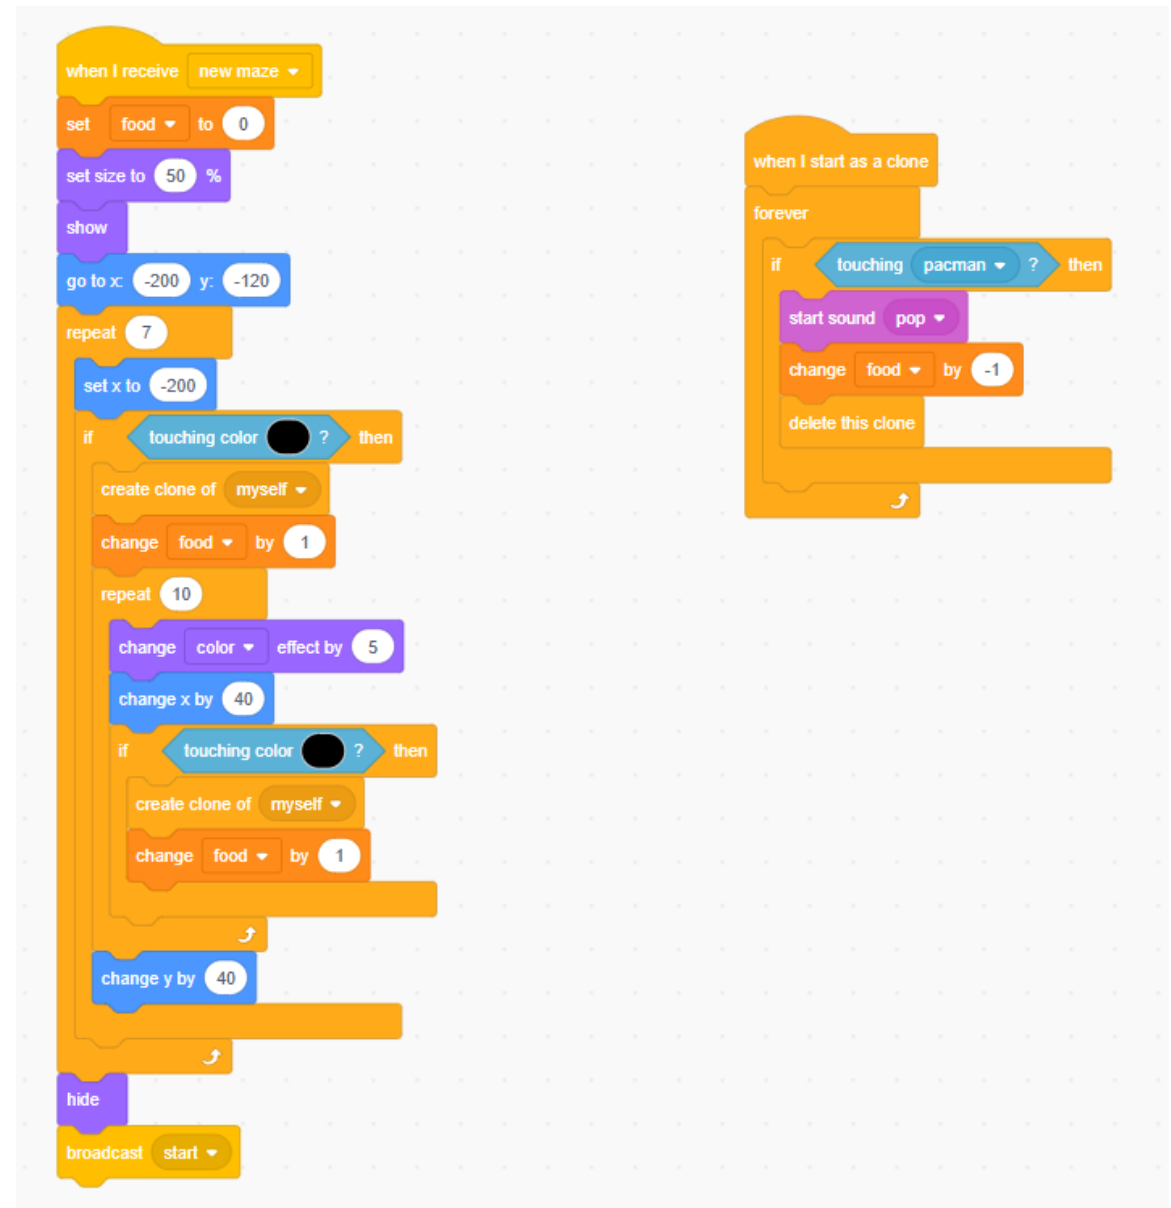 when I receive new maze
set food to 0
set size to 50 %
show
go to x: -200 y: -120
repeat 7
set x to -200
if touching color ? then
create clone of myself
change food by 1
repeat 10
change color effect by 5
change x by 40
if touching color ? then
create clone of myself
change food by 1
change y by 40
hide
broadcast start
when I start as a clone
forever
if touching pacman ? then
start sound pop
change food by -1
delete this clone